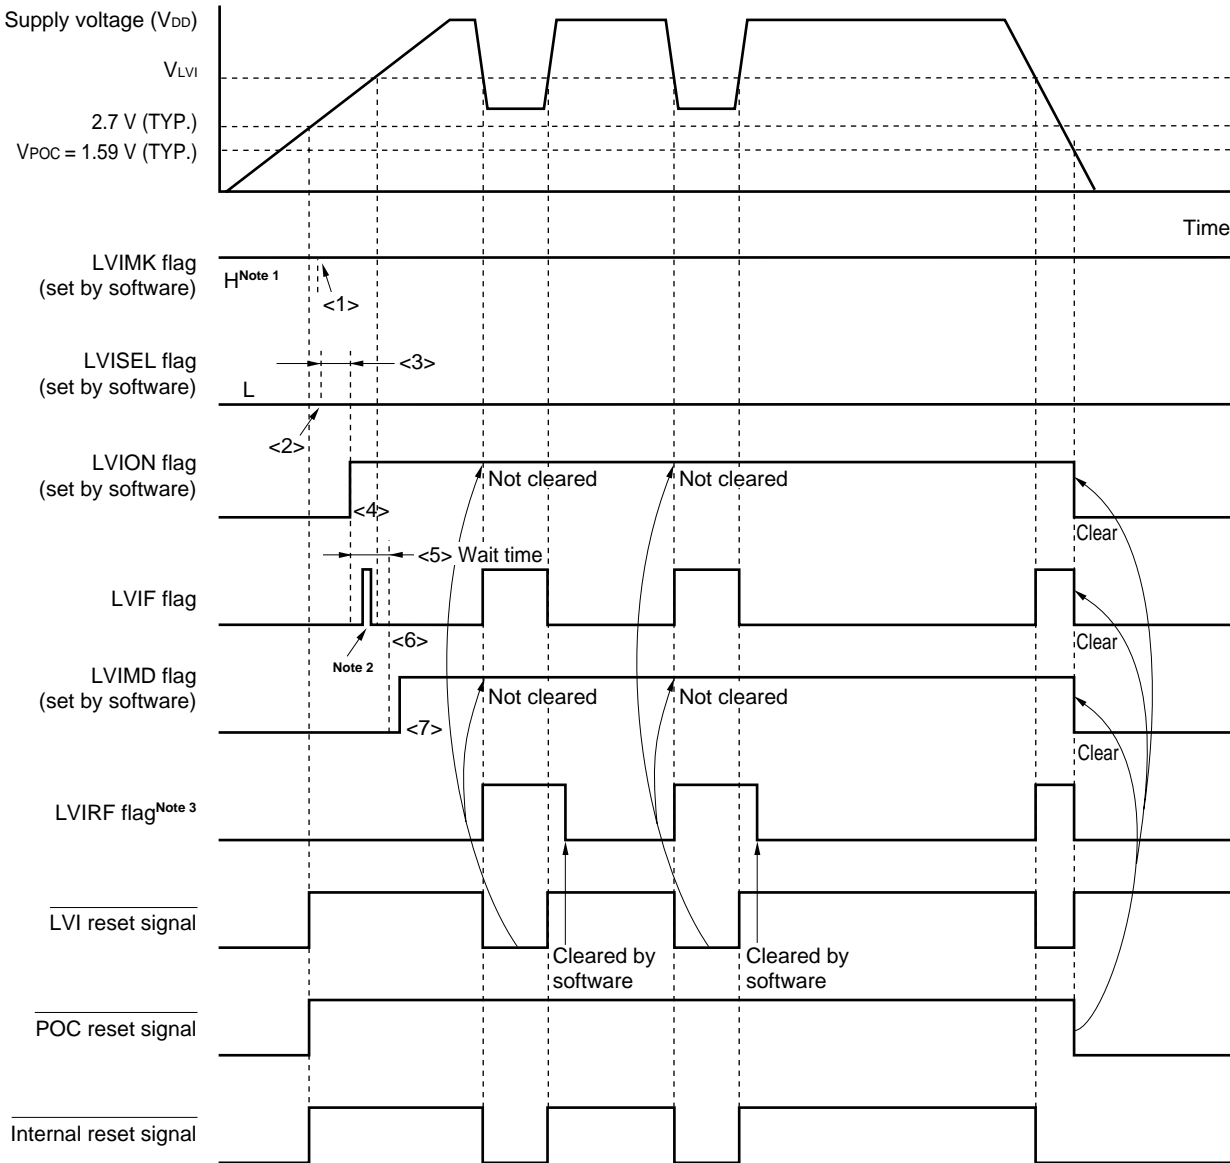 Supply voltage (VDD)
VLVI
2.7 V (TYP.)
VPOC = 1.59 V (TYP.)
Time
LVIMK flag
(set by software)
HNote 1
<1>
LVISEL flag
(set by software)
<3>
L
<2>
LVION flag
(set by software)
Not cleared
Not cleared
<4>
Clear
<5> Wait time
LVIF flag
<6>
Note 2
Clear
LVIMD flag
(set by software)
Not cleared
Not cleared
<7>
Clear
LVIRF flagNote 3
LVI reset signal
Cleared by
software
Cleared by
software
POC reset signal
Internal reset signal